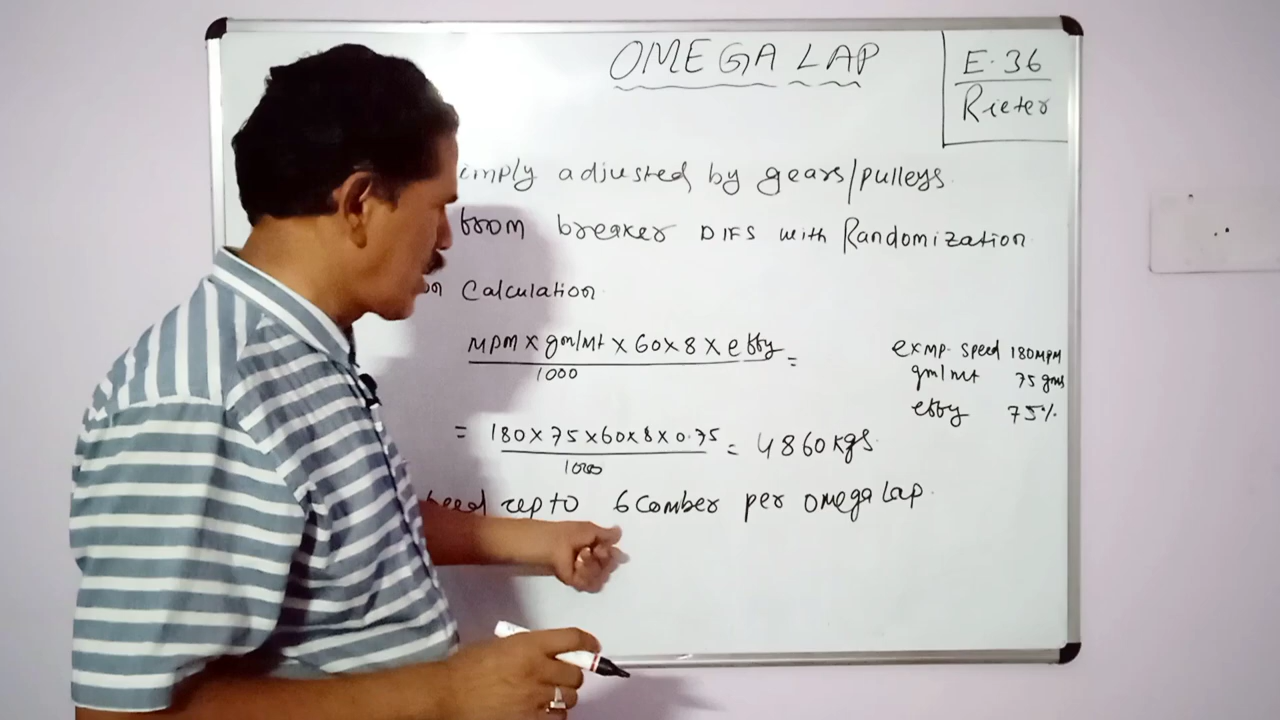 OMEGA LAP
E.36
Rieter
imply adjusted by gears/pulleys.
from breaker DIFS with Randomization
on Calculation.
MPM X gm/Mt X 60 X 8 X effy =
1000
exmp. speed 180MPM
gm/mt 75 gms
effy 75%
= 180 X 75 X 60 X 8 X 0.75 = 4860 kgs.
1000
feed upto 6 Comber per omega Lap.